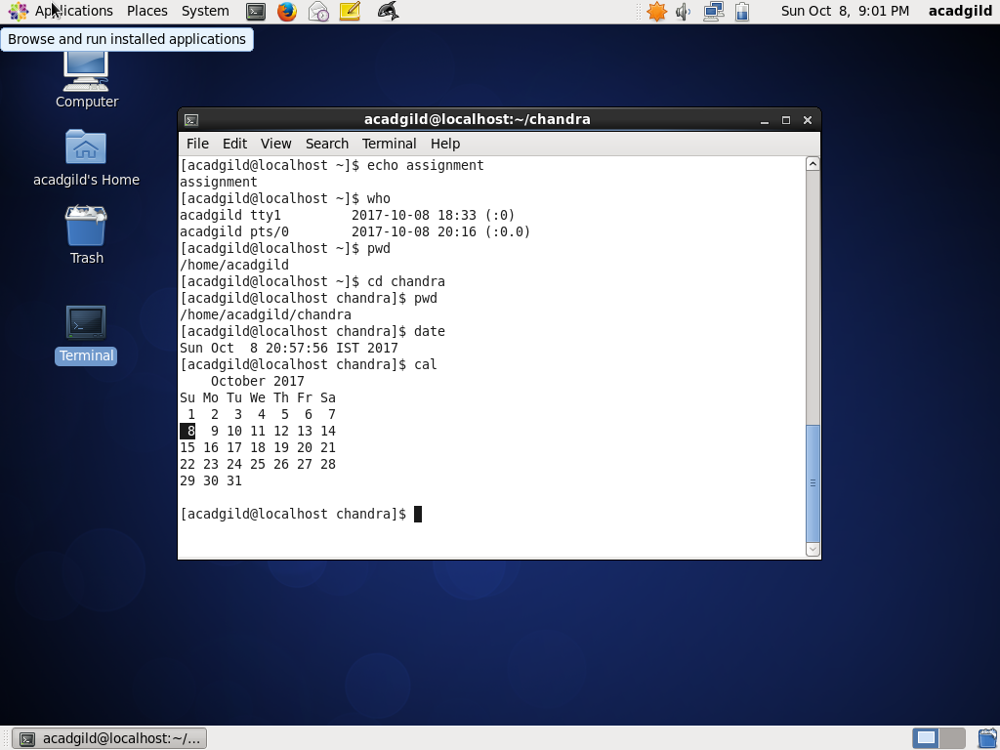 Applications Places System Sun Oct 8, 9:01 PM acadgild
Browse and run installed applications
Computer
acadgild's Home
Trash
Terminal
acadgild@localhost:~/chandra
File Edit View Search Terminal Help
[acadgild@localhost ~]$ echo assignment
assignment
[acadgild@localhost ~]$ who
acadgild tty1         2017-10-08 18:33 (:0)
acadgild pts/0        2017-10-08 20:16 (:0.0)
[acadgild@localhost ~]$ pwd
/home/acadgild
[acadgild@localhost ~]$ cd chandra
[acadgild@localhost chandra]$ pwd
/home/acadgild/chandra
[acadgild@localhost chandra]$ date
Sun Oct  8 20:57:56 IST 2017
[acadgild@localhost chandra]$ cal
    October 2017
Su Mo Tu We Th Fr Sa
 1  2  3  4  5  6  7
 8  9 10 11 12 13 14
15 16 17 18 19 20 21
22 23 24 25 26 27 28
29 30 31
[acadgild@localhost chandra]$
acadgild@localhost:~/...